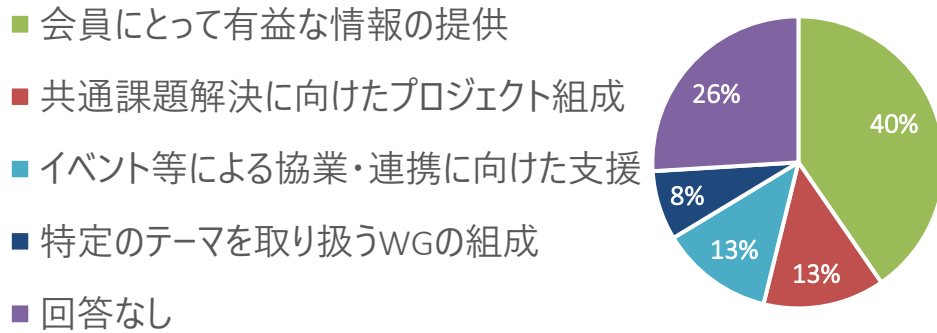 会員にとって有益な情報の提供
共通課題解決に向けたプロジェクト組成
イベント等による協業・連携に向けた支援
特定のテーマを取り扱うWGの組成
回答なし
40%
13%
13%
8%
26%